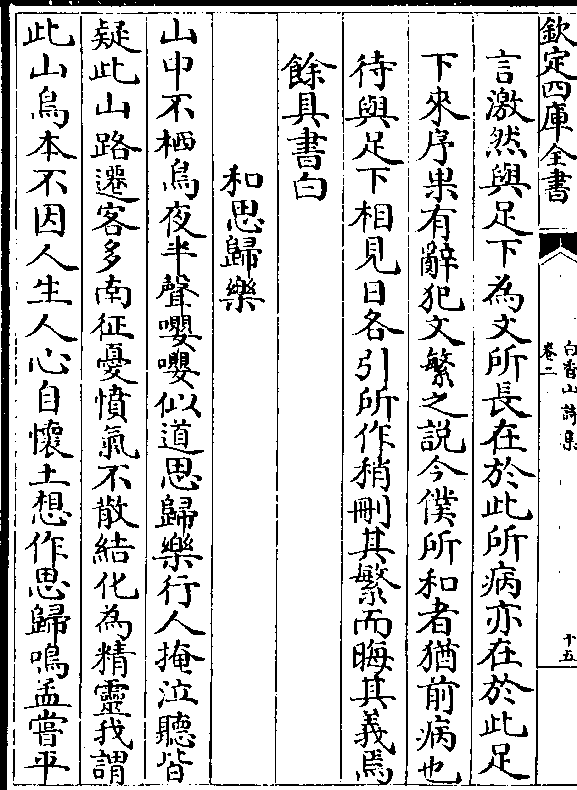 欽定四庫全書
白香山詩集
卷二
十五
言激然與足下為文所長在於此所病亦在於此足
下來序果有辭犯文繁之説今僕所和者猶前病也
待與足下相見日各引所作稍刪其繁而晦其義焉
餘具書白
和思歸樂
山中不栖鳥夜半聲嚶嚶似道思歸樂行人掩泣聽皆
疑此山路遷客多南征憂憤氣不散結化為精靈我謂
此山鳥本不因人生人心自懷土想作思歸鳴孟嘗平